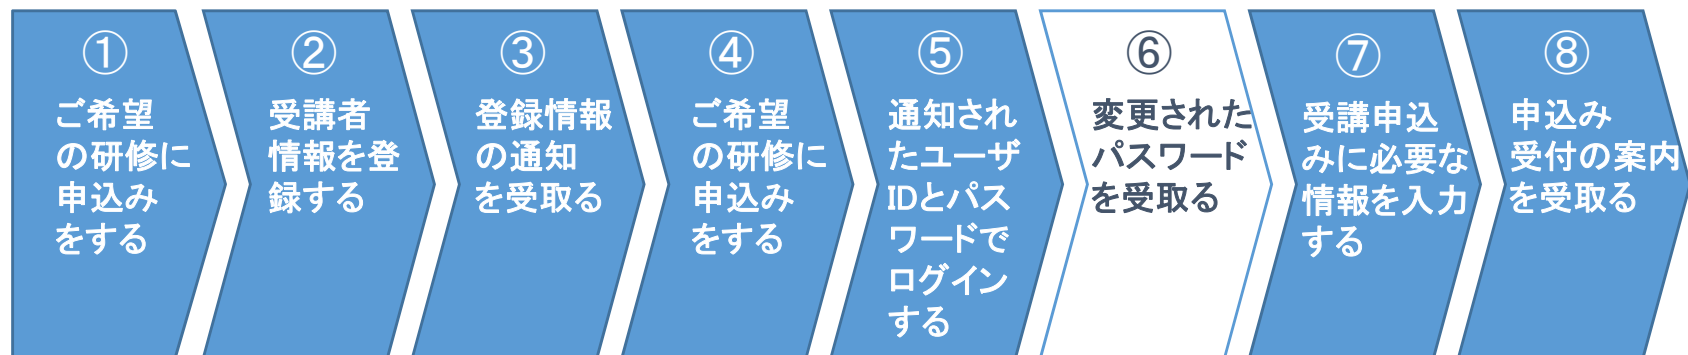 ①
ご希望
の研修に
申込み
をする
②
受講者
情報を登
録する
③
登録情報
の通知
を受取る
④
ご希望
の研修に
申込み
をする
⑤
通知され
たユーザ
IDとパス
ワードで
ログイン
する
⑥
変更された
パスワード
を受取る
⑦
受講申込
みに必要な
情報を入力
する
⑧
申込み
受付の案内
を受取る